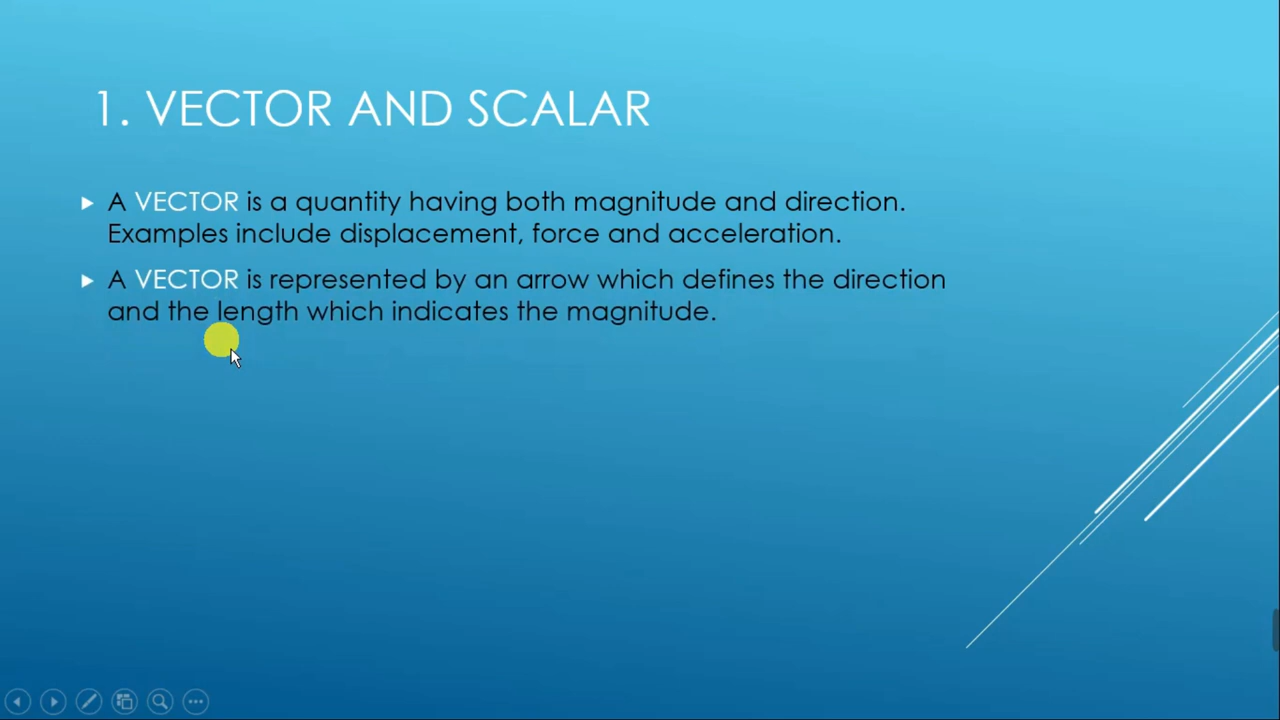 1. VECTOR AND SCALAR
A VECTOR is a quantity having both magnitude and direction.
Examples include displacement, force and acceleration.
A VECTOR is represented by an arrow which defines the direction
and the length which indicates the magnitude.